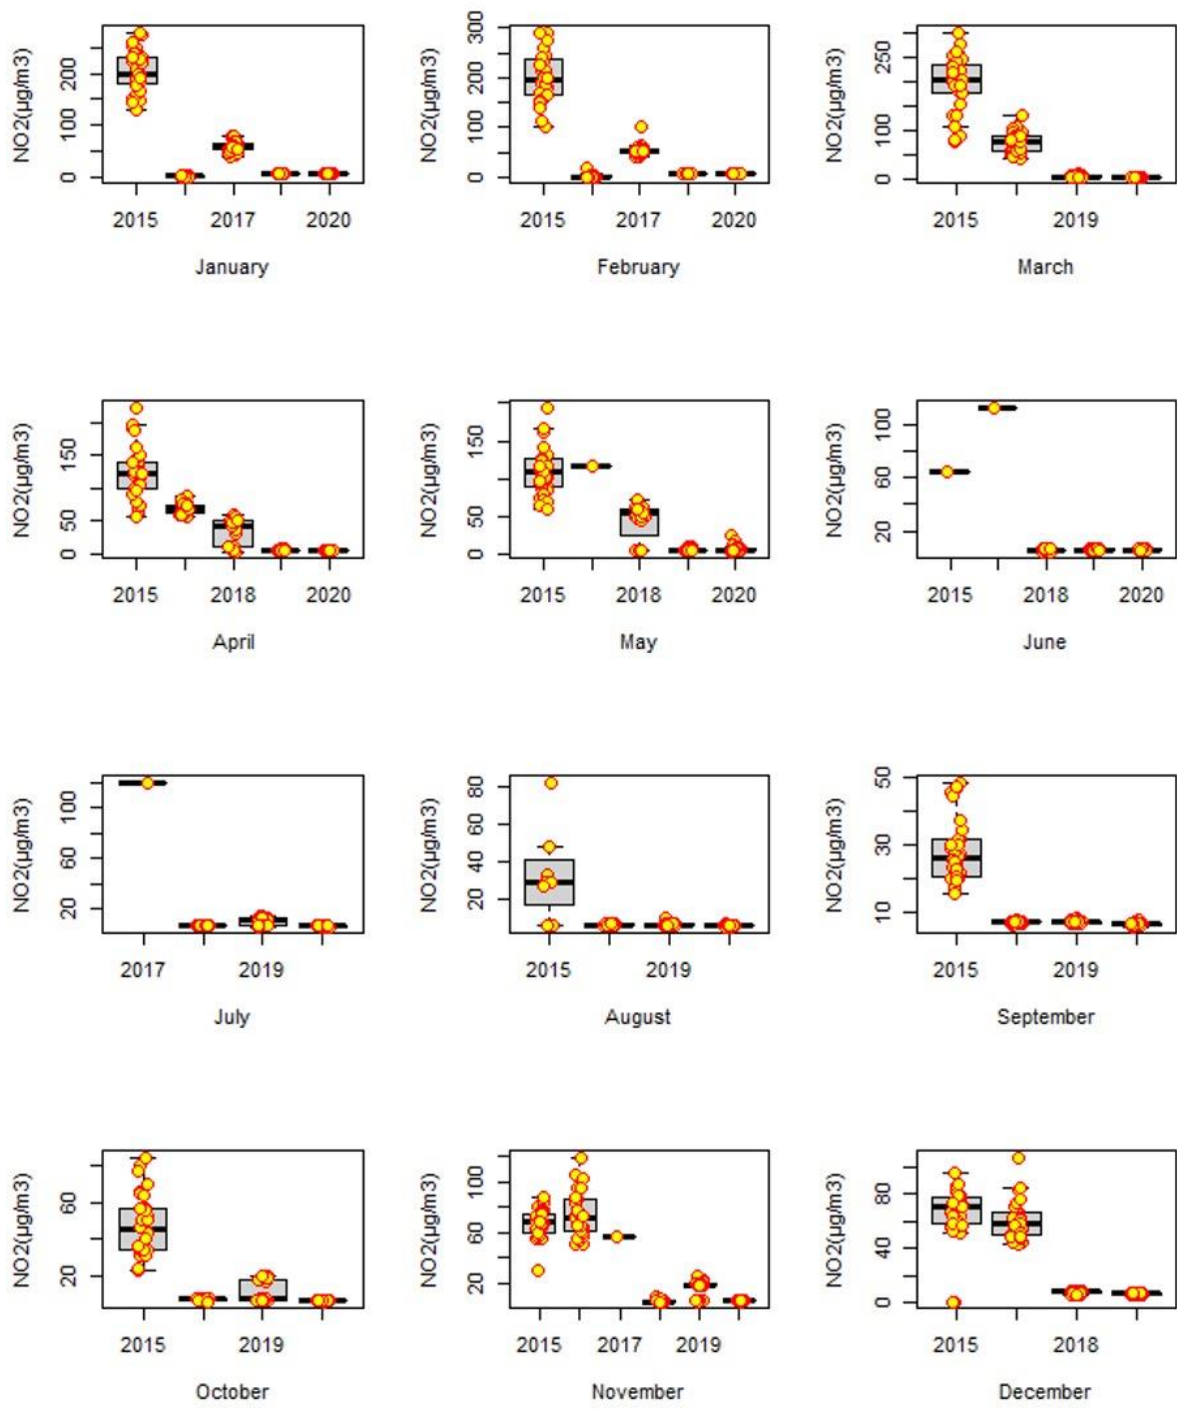 NO2(µg/m3)
0 100 200
2015 2017 2020
January
NO2(µg/m3)
0 100 200 300
2015 2017 2020
February
NO2(µg/m3)
0 100 250
2015 2019
March
NO2(µg/m3)
0 50 150
2015 2018 2020
April
NO2(µg/m3)
0 50 150
2015 2018 2020
May
NO2(µg/m3)
20 60 100
2015 2018 2020
June
NO2(µg/m3)
20 60 100
2017 2019
July
NO2(µg/m3)
20 40 60 80
2015 2019
August
NO2(µg/m3)
10 30 50
2015 2019
September
NO2(µg/m3)
20 60
2015 2019
October
NO2(µg/m3)
20 60 100
2015 2017 2019
November
NO2(µg/m3)
0 40 80
2015 2018
December